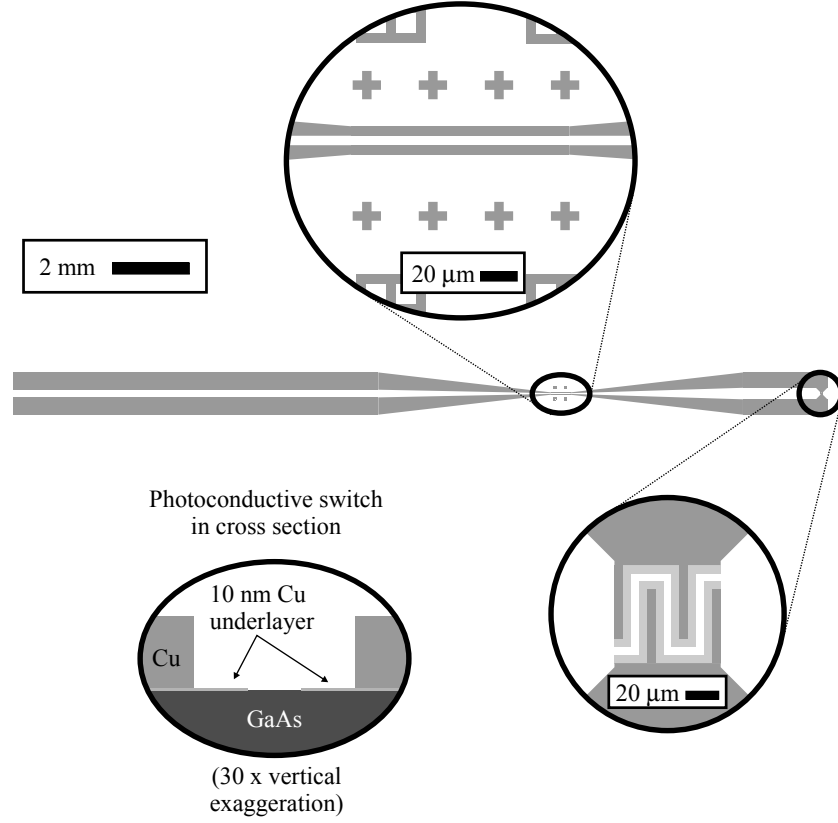 2 mm
20 μm
Photoconductive switch
in cross section
10 nm Cu
underlayer
Cu
GaAs
(30 x vertical
exaggeration)
20 μm